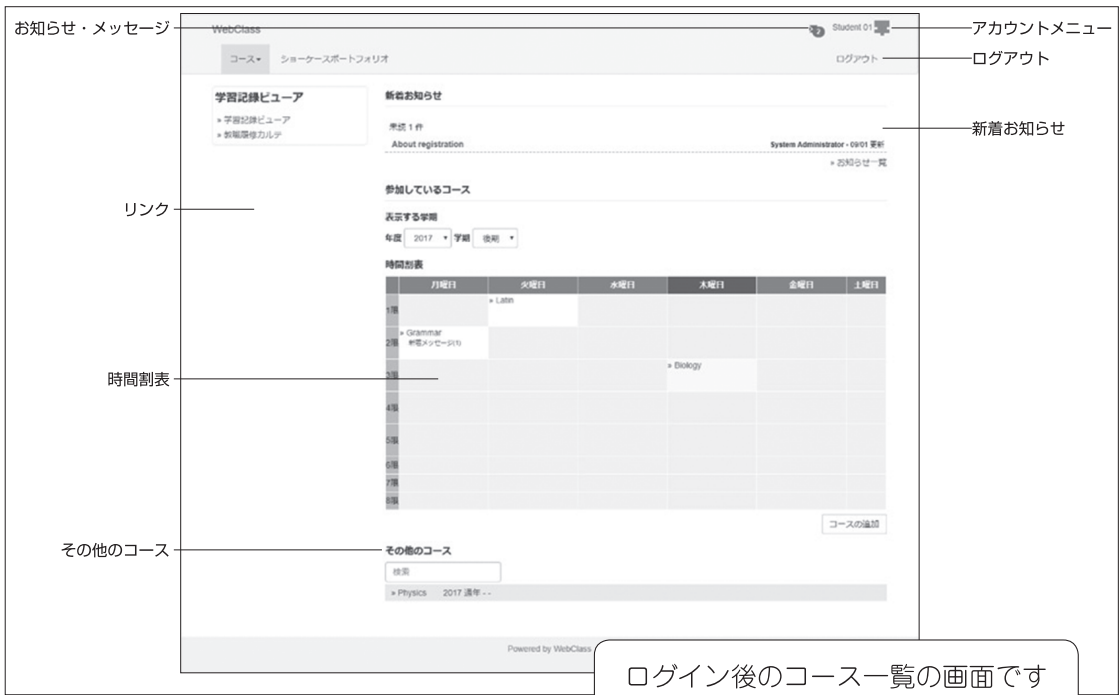 お知らせ・メッセージ
WebClass
Student 01
アカウントメニュー
コース▾ ショーケースポートフォリオ
ログアウト
ログアウト
学習記録ビューア
» 学習記録ビューア
» 教職履修カルテ
新着お知らせ
未読 1 件
新着お知らせ
About registration
System Administrator - 09/01 更新
» お知らせ一覧
参加しているコース
リンク
表示する学期
年度 2017 ▾ 学期 後期 ▾
時間割表
月曜日 火曜日 水曜日 木曜日 金曜日 土曜日
1限 » Latin
2限 » Grammar
新着メッセージ(1)
3限 » Biology
時間割表
4限
5限
6限
7限
8限
コースの追加
その他のコース
その他のコース
検索
» Physics 2017 通年 - -
Powered by WebClass
ログイン後のコース一覧の画面です